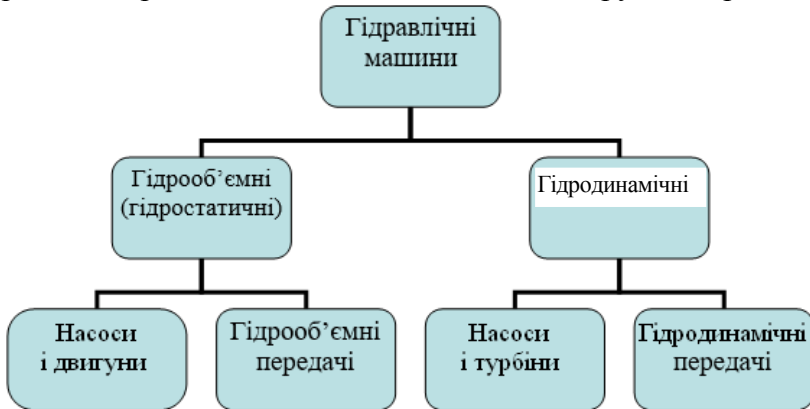 Гідравлічні
машини
Гідрооб’ємні
(гідростатичні)
Гідродинамічні
Насоси
і двигуни
Гідрооб’ємні
передачі
Насоси
і турбіни
Гідродинамічні
передачі